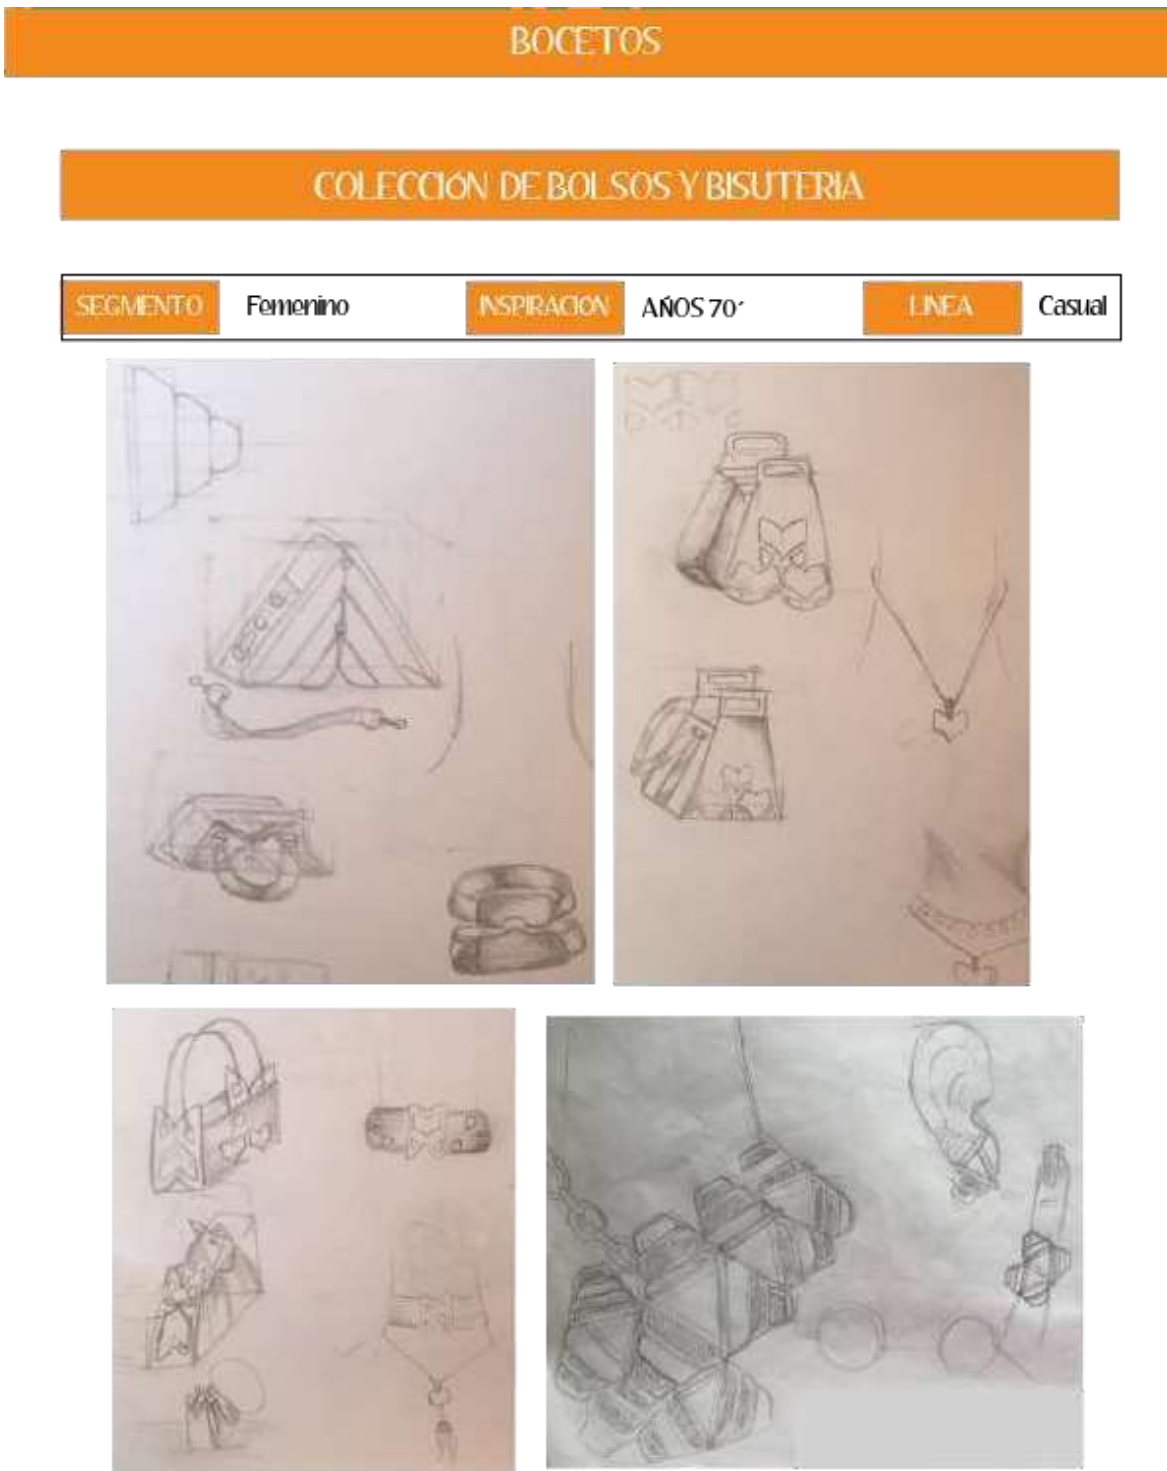 BOCETOS
COLECCIÓN DE BOLSOS Y BISUTERIA
SEGMENTO Femenino INSPIRACION AÑOS 70´ LINEA Casual